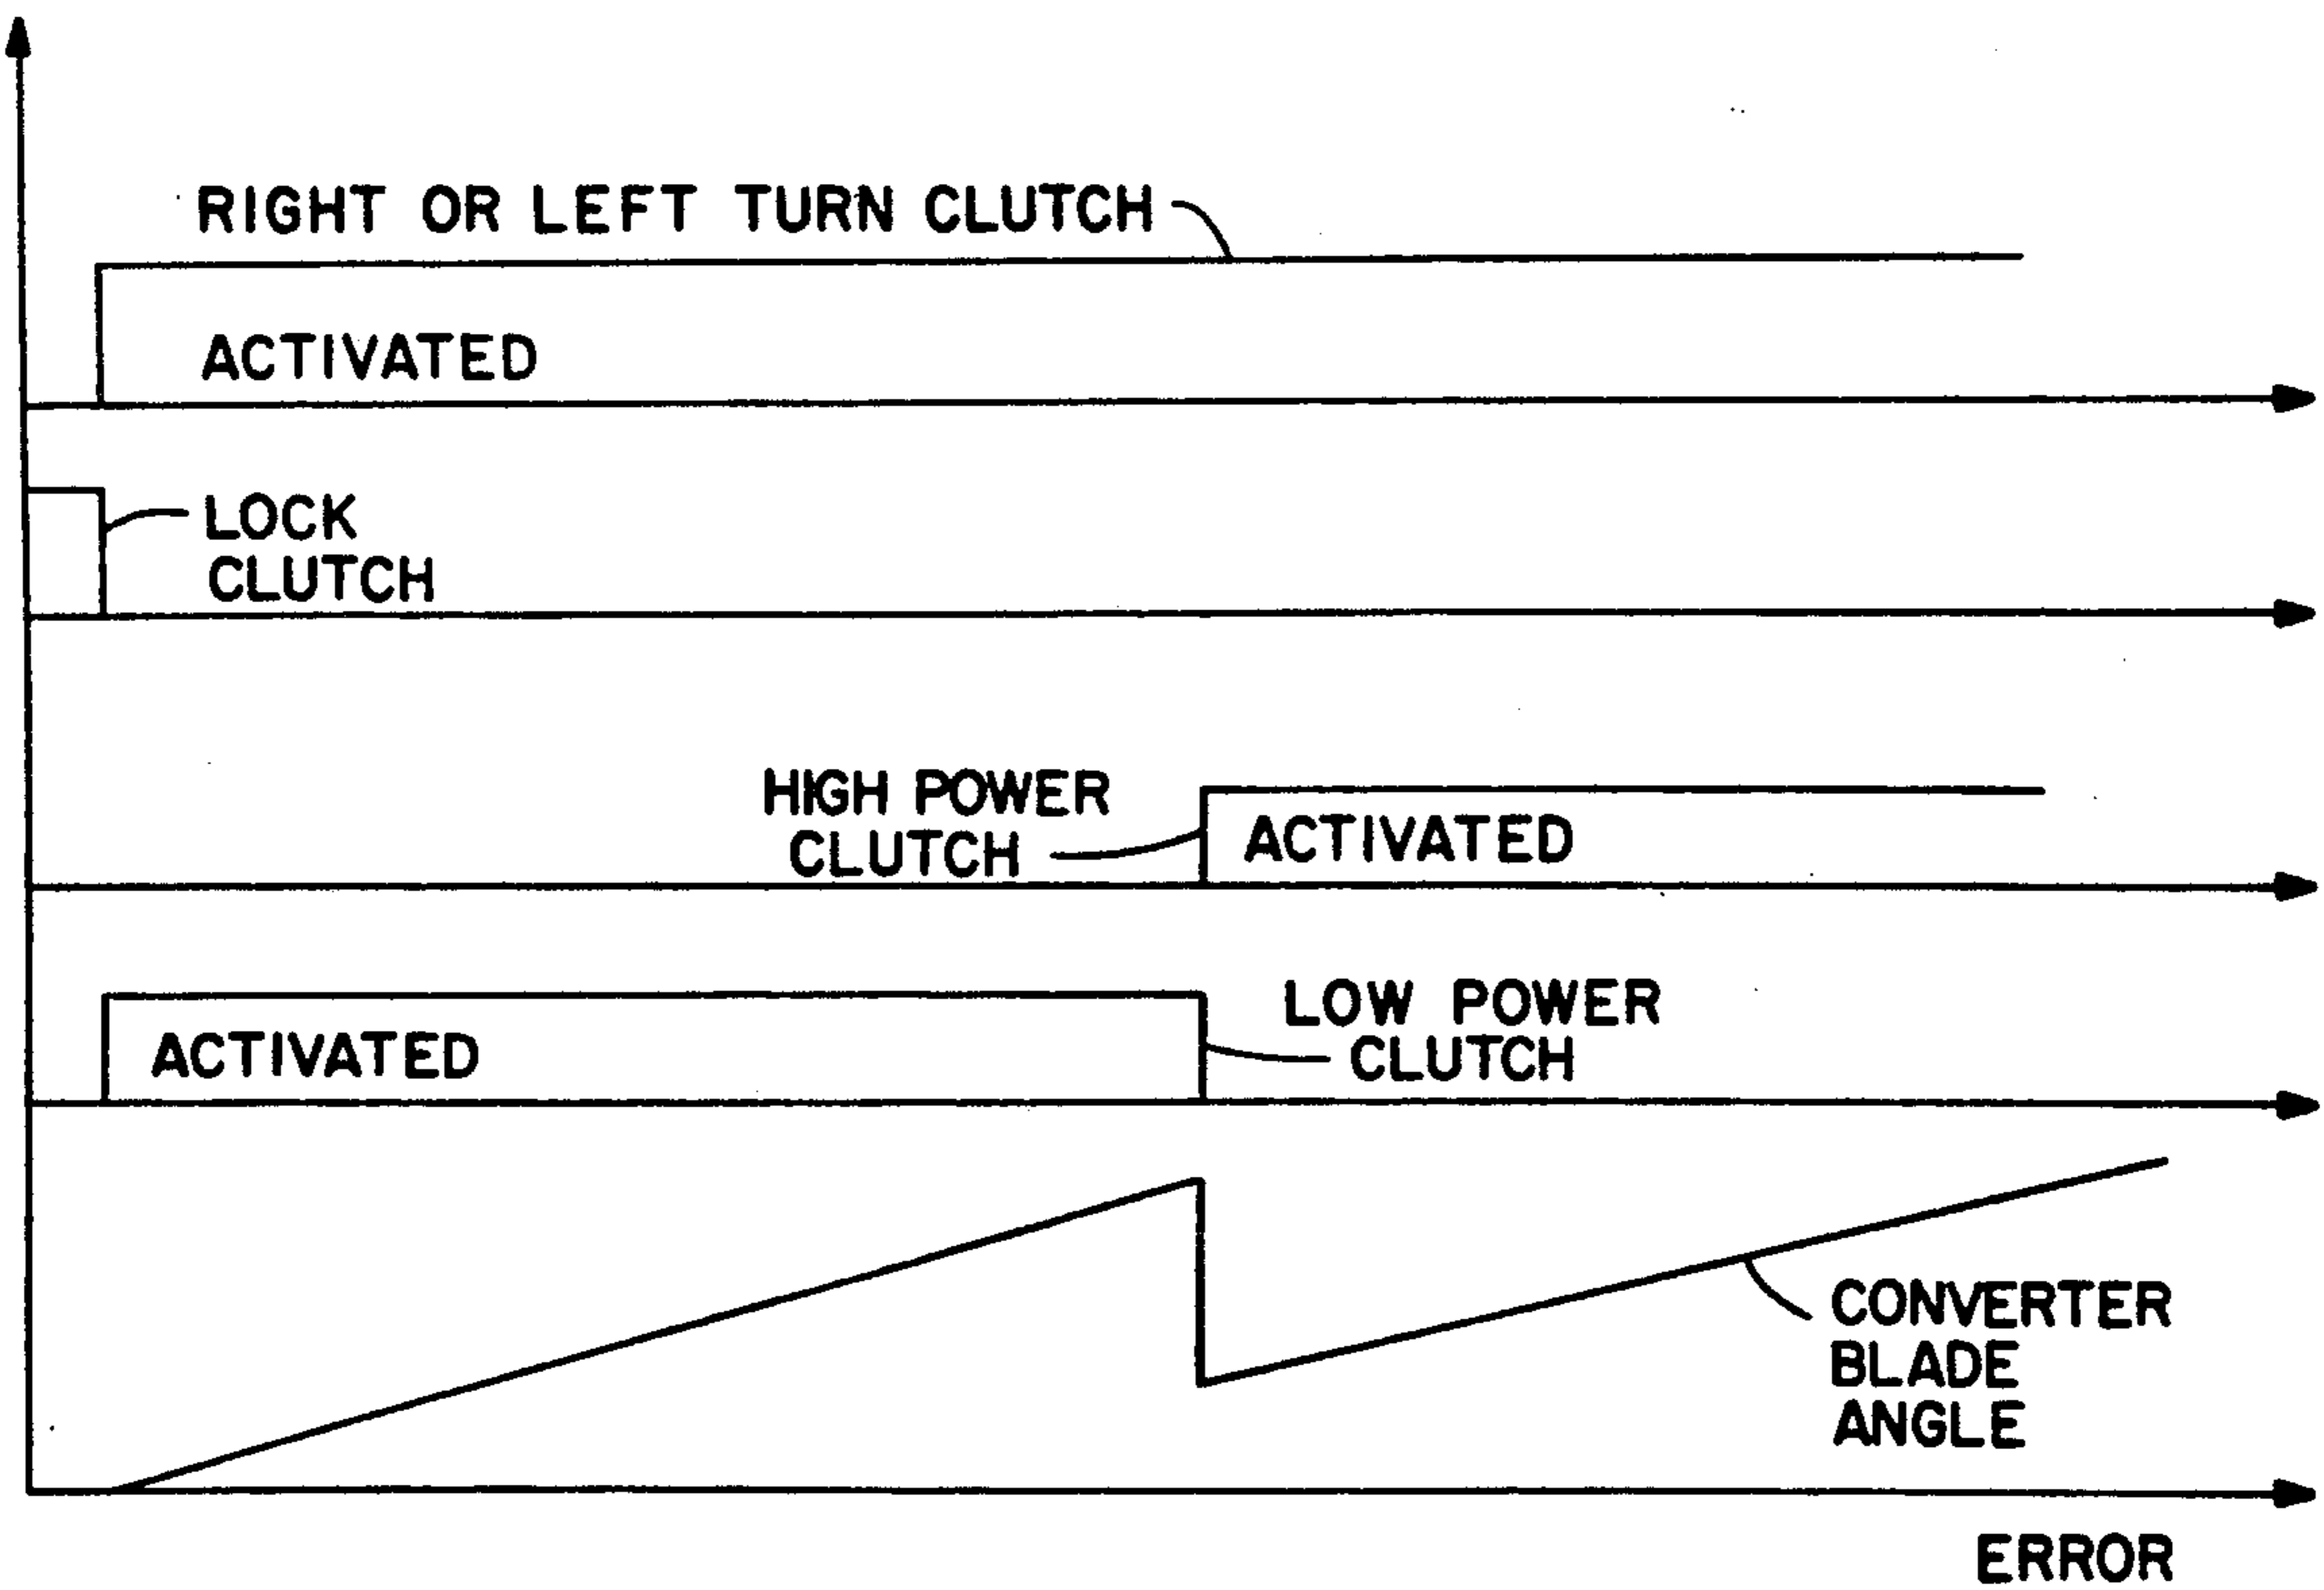 RIGHT OR LEFT TURN CLUTCH
ACTIVATED
LOCK
CLUTCH
HIGH POWER
CLUTCH
ACTIVATED
LOW POWER
CLUTCH
ACTIVATED
CONVERTER
BLADE
ANGLE
ERROR